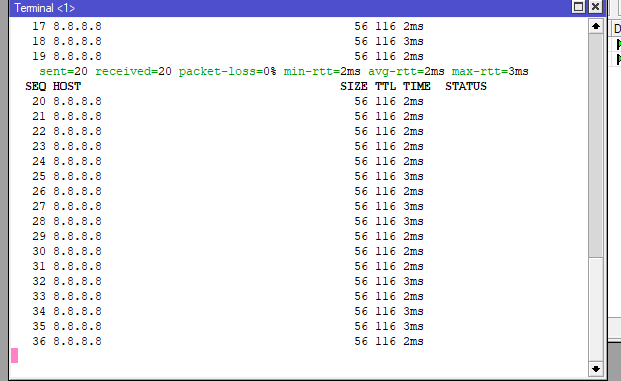 Terminal <1>
17 8.8.8.8 56 116 2ms
18 8.8.8.8 56 116 3ms
19 8.8.8.8 56 116 2ms
sent=20 received=20 packet-loss=0% min-rtt=2ms avg-rtt=2ms max-rtt=3ms
SEQ HOST SIZE TTL TIME STATUS
20 8.8.8.8 56 116 2ms
21 8.8.8.8 56 116 2ms
22 8.8.8.8 56 116 2ms
23 8.8.8.8 56 116 2ms
24 8.8.8.8 56 116 2ms
25 8.8.8.8 56 116 3ms
26 8.8.8.8 56 116 2ms
27 8.8.8.8 56 116 3ms
28 8.8.8.8 56 116 3ms
29 8.8.8.8 56 116 2ms
30 8.8.8.8 56 116 2ms
31 8.8.8.8 56 116 2ms
32 8.8.8.8 56 116 3ms
33 8.8.8.8 56 116 2ms
34 8.8.8.8 56 116 3ms
35 8.8.8.8 56 116 3ms
36 8.8.8.8 56 116 2ms